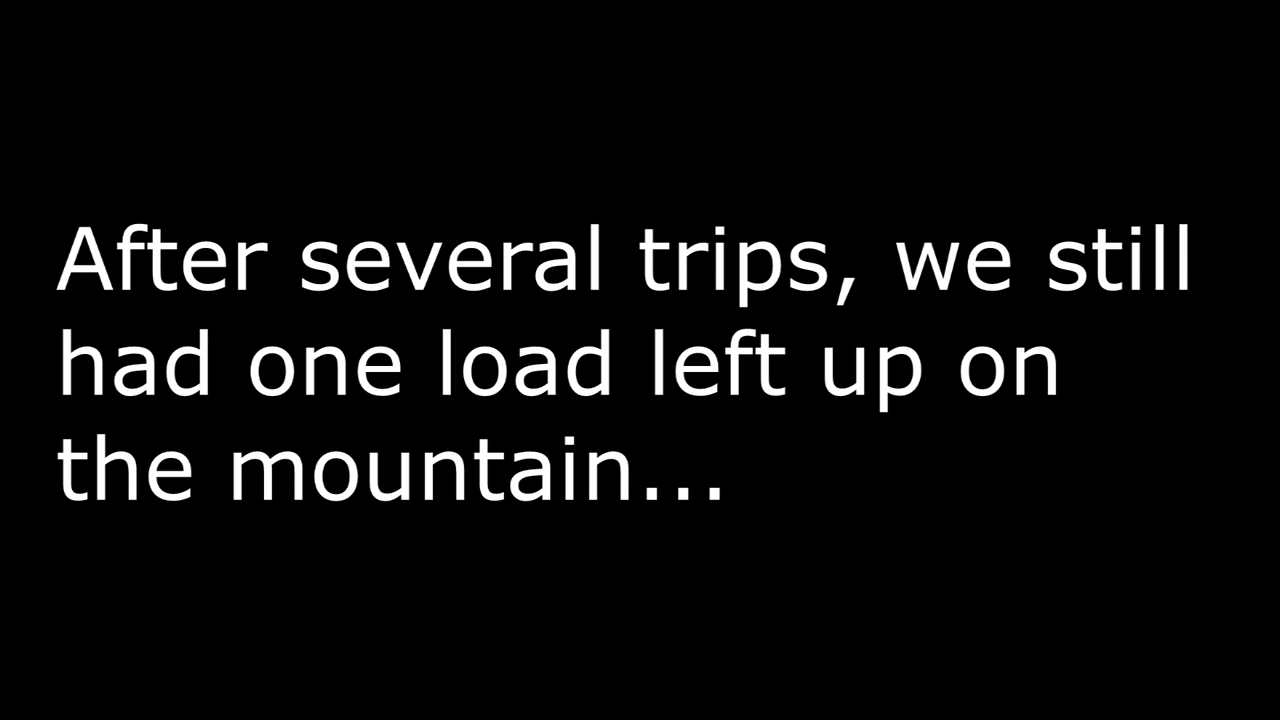 After several trips, we still
had one load left up on
the mountain...